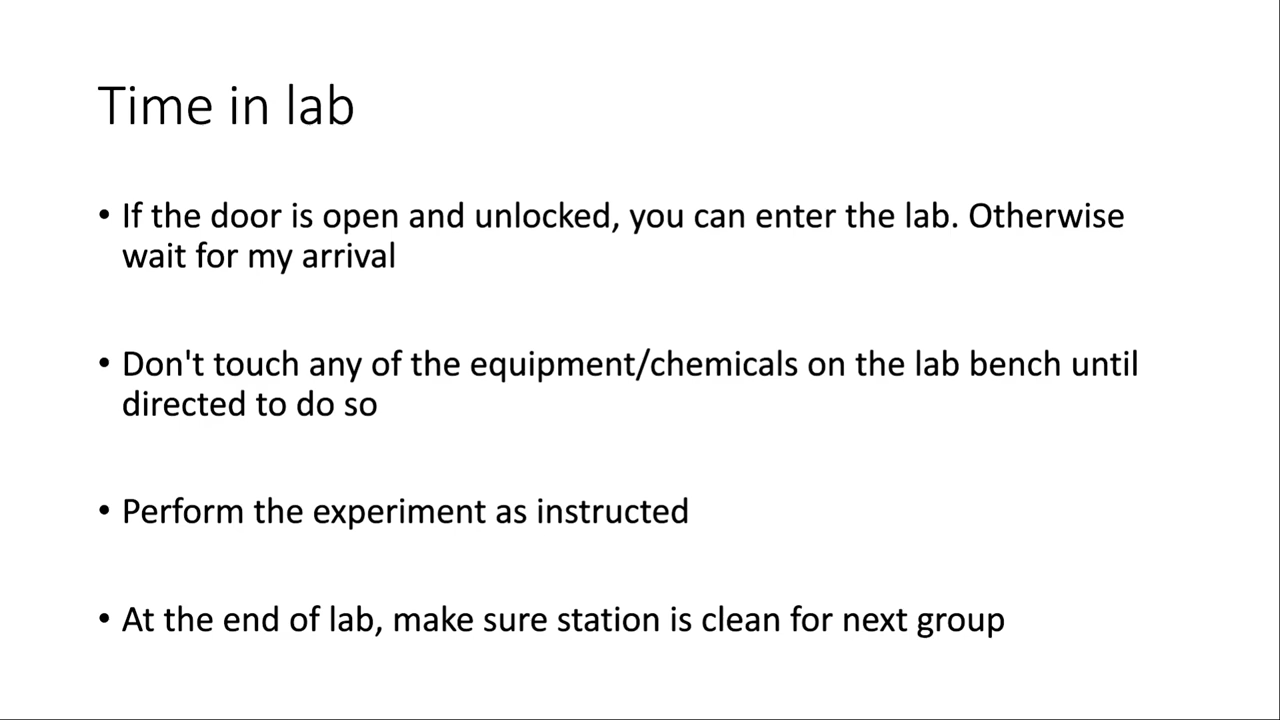 Time in lab
• If the door is open and unlocked, you can enter the lab. Otherwise
wait for my arrival
• Don't touch any of the equipment/chemicals on the lab bench until
directed to do so
• Perform the experiment as instructed
• At the end of lab, make sure station is clean for next group